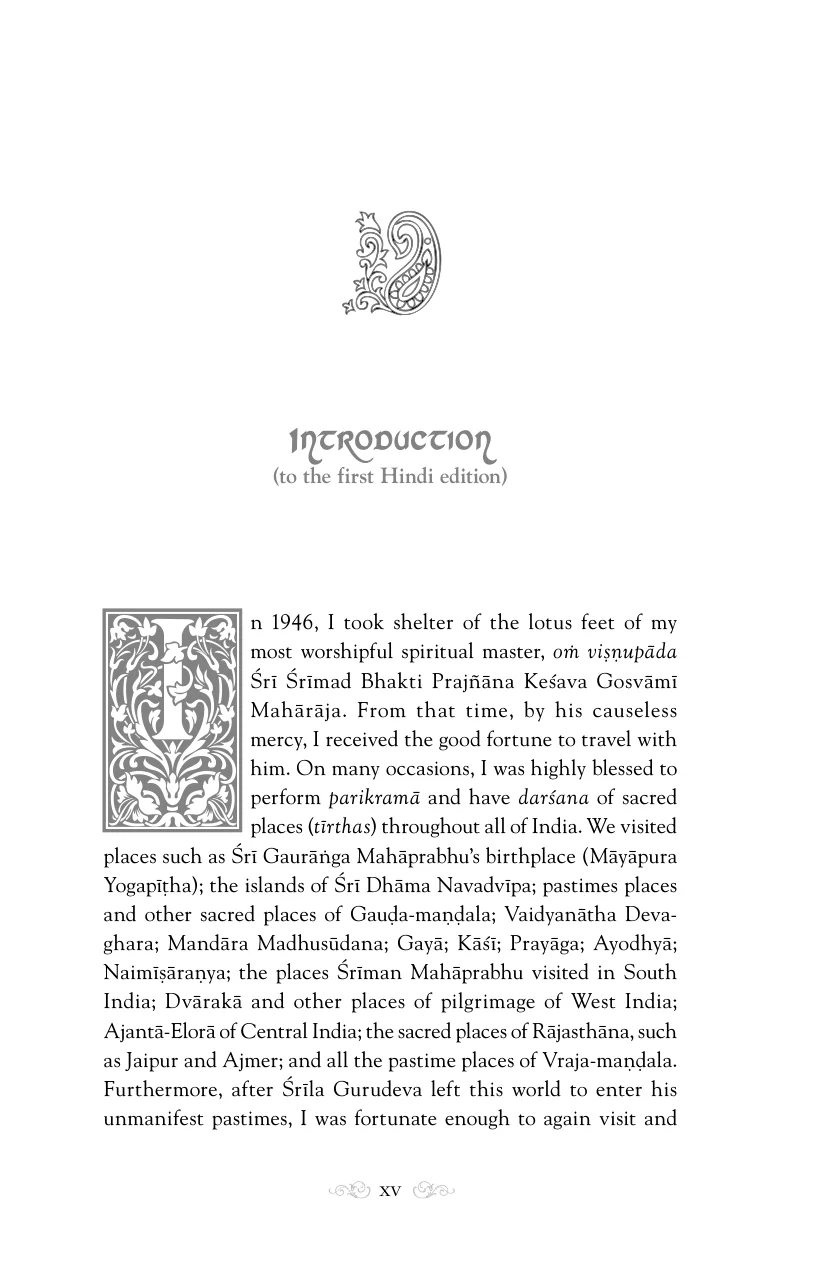 Introduction
(to the first Hindi edition)
In 1946, I took shelter of the lotus feet of my
most worshipful spiritual master, oṁ viṣṇupāda
Śrī Śrīmad Bhakti Prajñāna Keśava Gosvāmī
Mahārāja. From that time, by his causeless
mercy, I received the good fortune to travel with
him. On many occasions, I was highly blessed to
perform parikramā and have darśana of sacred
places (tīrthas) throughout all of India. We visited
places such as Śrī Gaurāṅga Mahāprabhu’s birthplace (Māyāpura
Yogapīṭha); the islands of Śrī Dhāma Navadvīpa; pastimes places
and other sacred places of Gauḍa-maṇḍala; Vaidyanātha Deva-
ghara; Mandāra Madhusūdana; Gayā; Kāśī; Prayāga; Ayodhyā;
Naimīṣāraṇya; the places Śrīman Mahāprabhu visited in South
India; Dvārakā and other places of pilgrimage of West India;
Ajantā-Elorā of Central India; the sacred places of Rājasthāna, such
as Jaipur and Ajmer; and all the pastime places of Vraja-maṇḍala.
Furthermore, after Śrīla Gurudeva left this world to enter his
unmanifest pastimes, I was fortunate enough to again visit and
xv